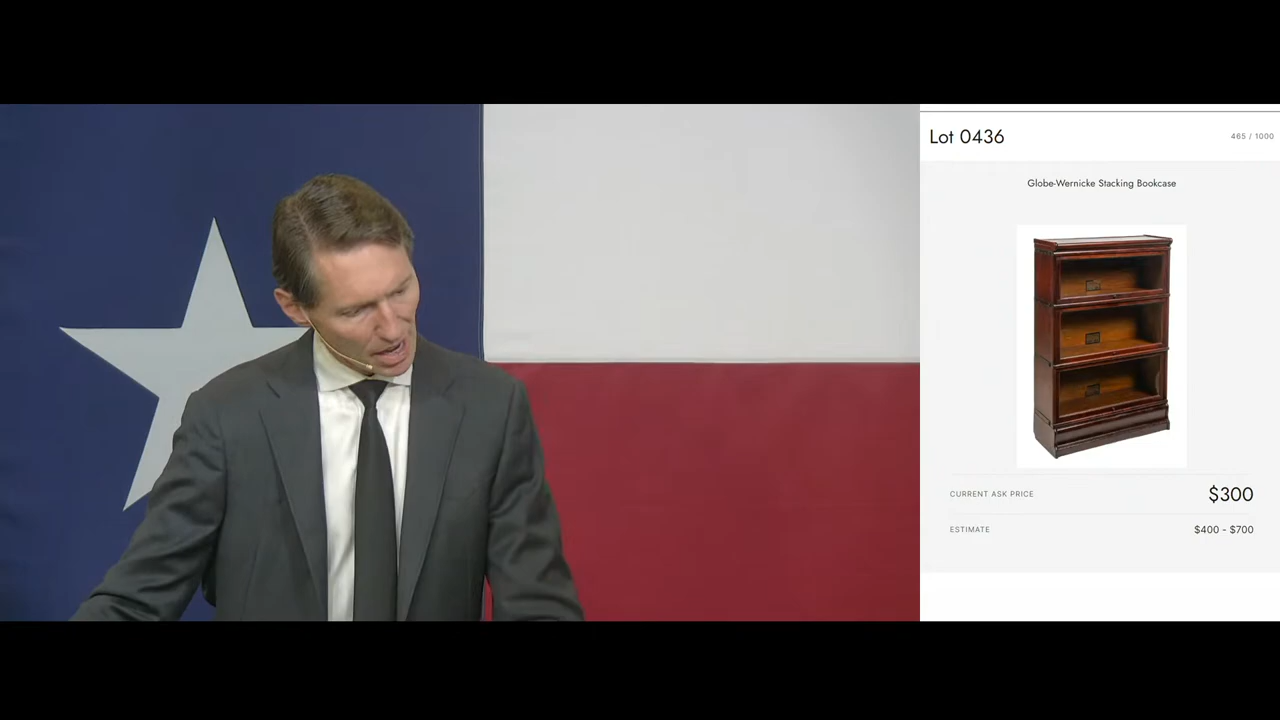 Lot 0436
465 / 1000
Globe-Wernicke Stacking Bookcase
CURRENT ASK PRICE
$300
ESTIMATE
$400 - $700